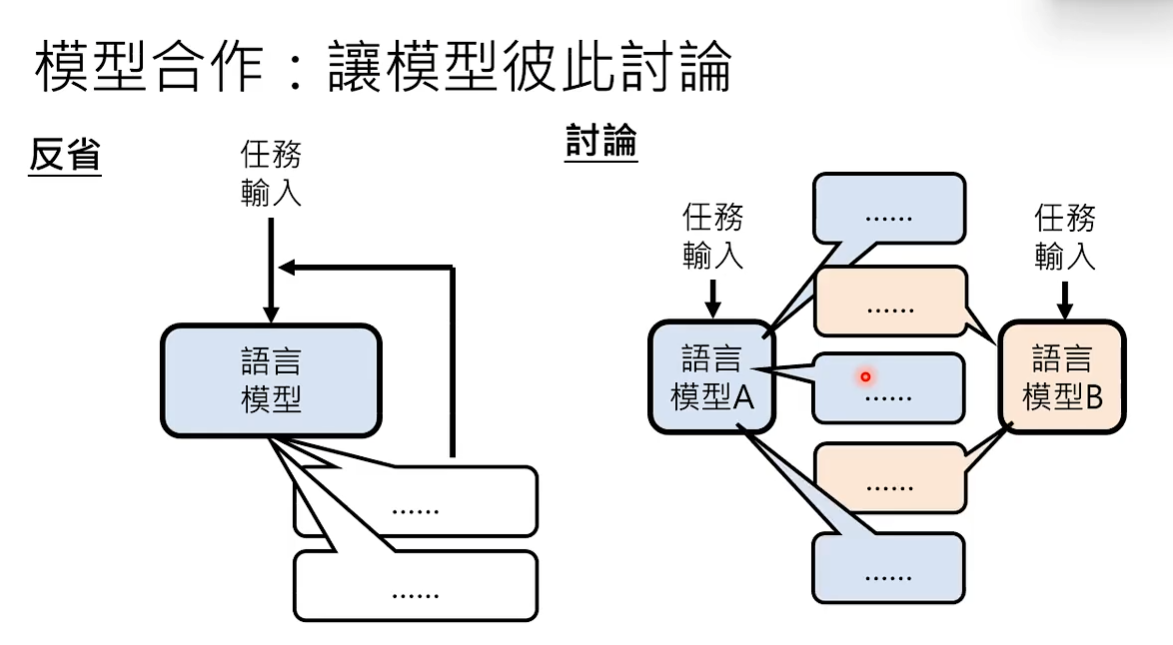 模型合作：讓模型彼此討論
反省
任務
輸入
語言
模型
......
......
討論
任務
輸入
語言
模型A
......
......
......
......
......
任務
輸入
語言
模型B